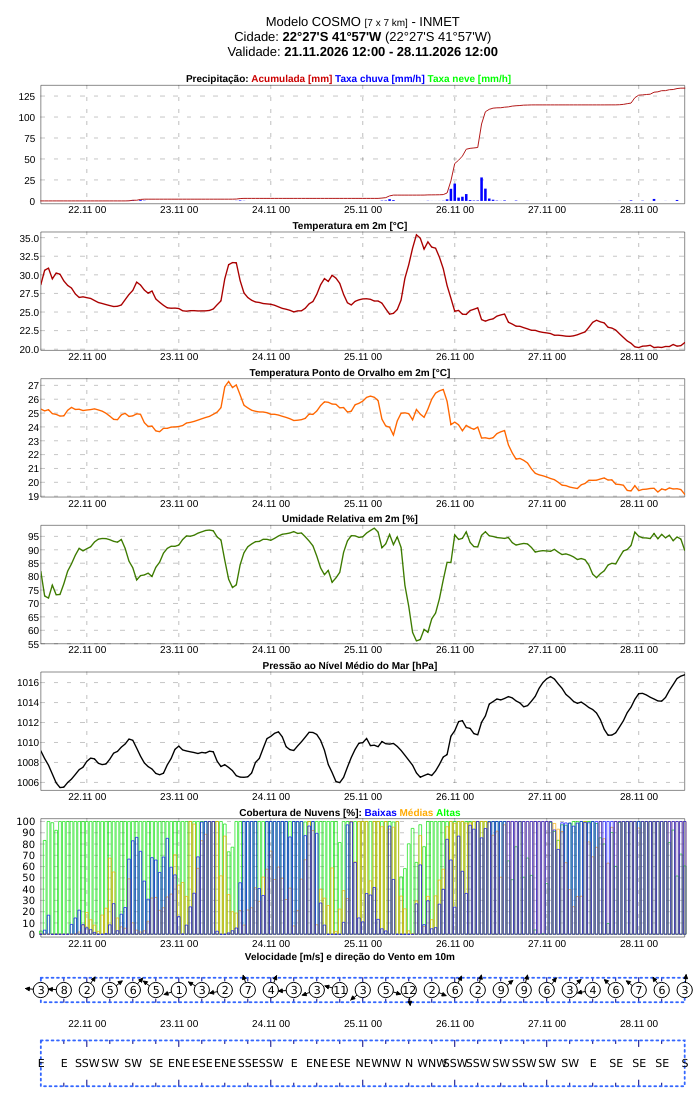 Modelo COSMO [7 x 7 km] - INMET
Cidade: 22°27'S 41°57'W (22°27'S 41°57'W)
Validade: 21.11.2026 12:00 - 28.11.2026 12:00
Precipitação: Acumulada [mm] Taxa chuva [mm/h] Taxa neve [mm/h]
125
100
75
50
25
0
22.11 00 23.11 00 24.11 00 25.11 00 26.11 00 27.11 00 28.11 00
Temperatura em 2m [°C]
35.0
32.5
30.0
27.5
25.0
22.5
20.0
22.11 00 23.11 00 24.11 00 25.11 00 26.11 00 27.11 00 28.11 00
Temperatura Ponto de Orvalho em 2m [°C]
27
26
25
24
23
22
21
20
19
22.11 00 23.11 00 24.11 00 25.11 00 26.11 00 27.11 00 28.11 00
Umidade Relativa em 2m [%]
95
90
85
80
75
70
65
60
55
22.11 00 23.11 00 24.11 00 25.11 00 26.11 00 27.11 00 28.11 00
Pressão ao Nível Médio do Mar [hPa]
1016
1014
1012
1010
1008
1006
22.11 00 23.11 00 24.11 00 25.11 00 26.11 00 27.11 00 28.11 00
Cobertura de Nuvens [%]: Baixas Médias Altas
100
90
80
70
60
50
40
30
20
10
0
22.11 00 23.11 00 24.11 00 25.11 00 26.11 00 27.11 00 28.11 00
Velocidade [m/s] e direção do Vento em 10m
3 8 2 5 6 5 1 3 2 7 4 3 3 11 3 5 12 2 6 2 9 9 6 3 4 6 7 6 3
22.11 00 23.11 00 24.11 00 25.11 00 26.11 00 27.11 00 28.11 00
E E SSW SW SW SE ENE ESE ENE SSE SSW E ENE ESE NE WNW N WNW SSW SSW SW SSW SW SW E SE SE SE S